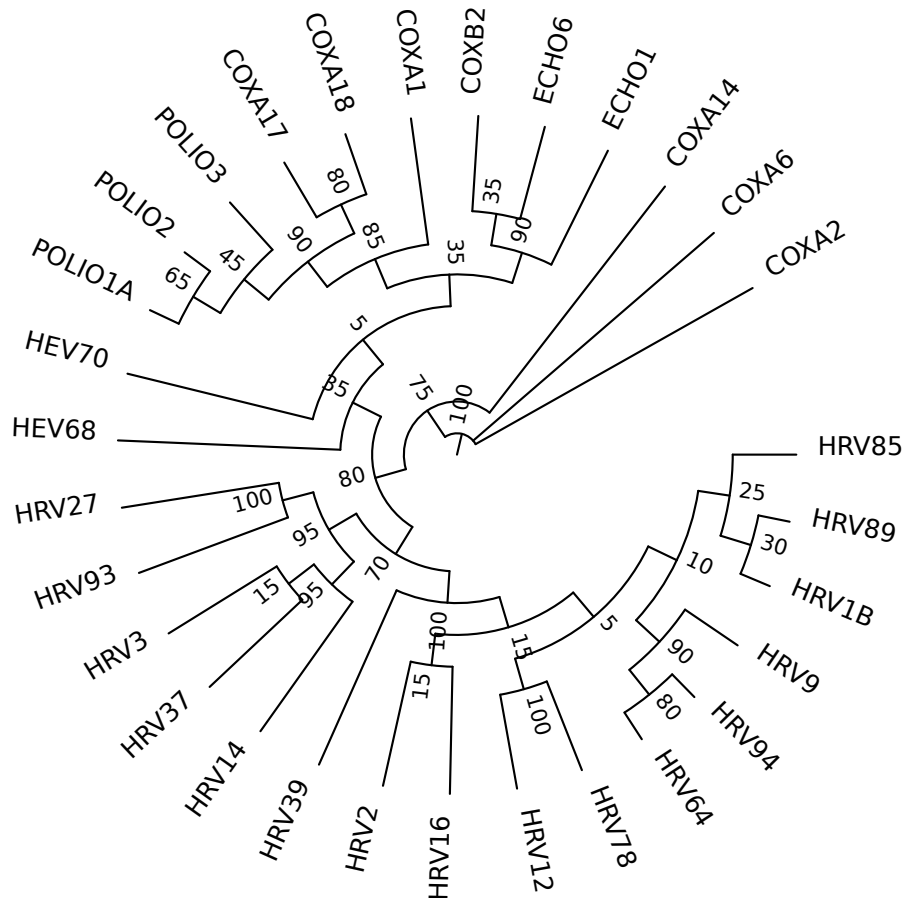 COXB2
ECHO6
COXA1
COXA18
ECHO1
COXA17
COXA14
POLIO3
COXA6
POLIO2
COXA2
POLIO1A
HEV70
HEV68
HRV27
HRV93
HRV3
HRV37
HRV14
HRV39
HRV2
HRV16
HRV12
HRV78
HRV64
HRV94
HRV9
HRV1B
HRV89
HRV85
80
35
90
85
90
35
45
65
5
35
75
100
80
100
95
15
95
70
100
15
15
100
5
10
25
30
90
80